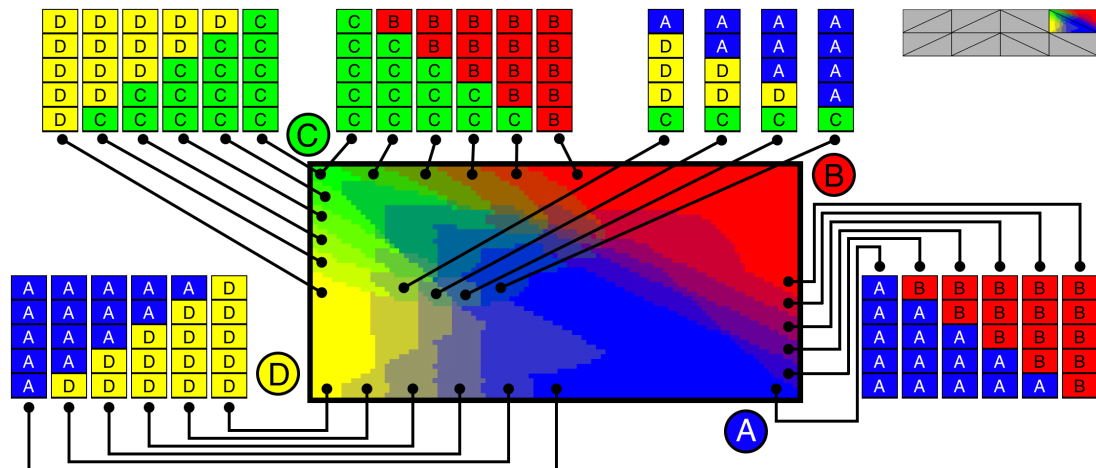 D D D D D C C B B B B B A A A A
D D D D C C C C B B B B D A A A
D D D C C C C C C B B B D D A A
D D C C C C C C C C B B D D D A
D C C C C C C C C C C B C C C C
C
B
A A A A A D A B B B B B
A A A A D D A A B B B B
A A A D D D A A A B B B
A A D D D D A A A A B B
A D D D D D A A A A A B
D
A